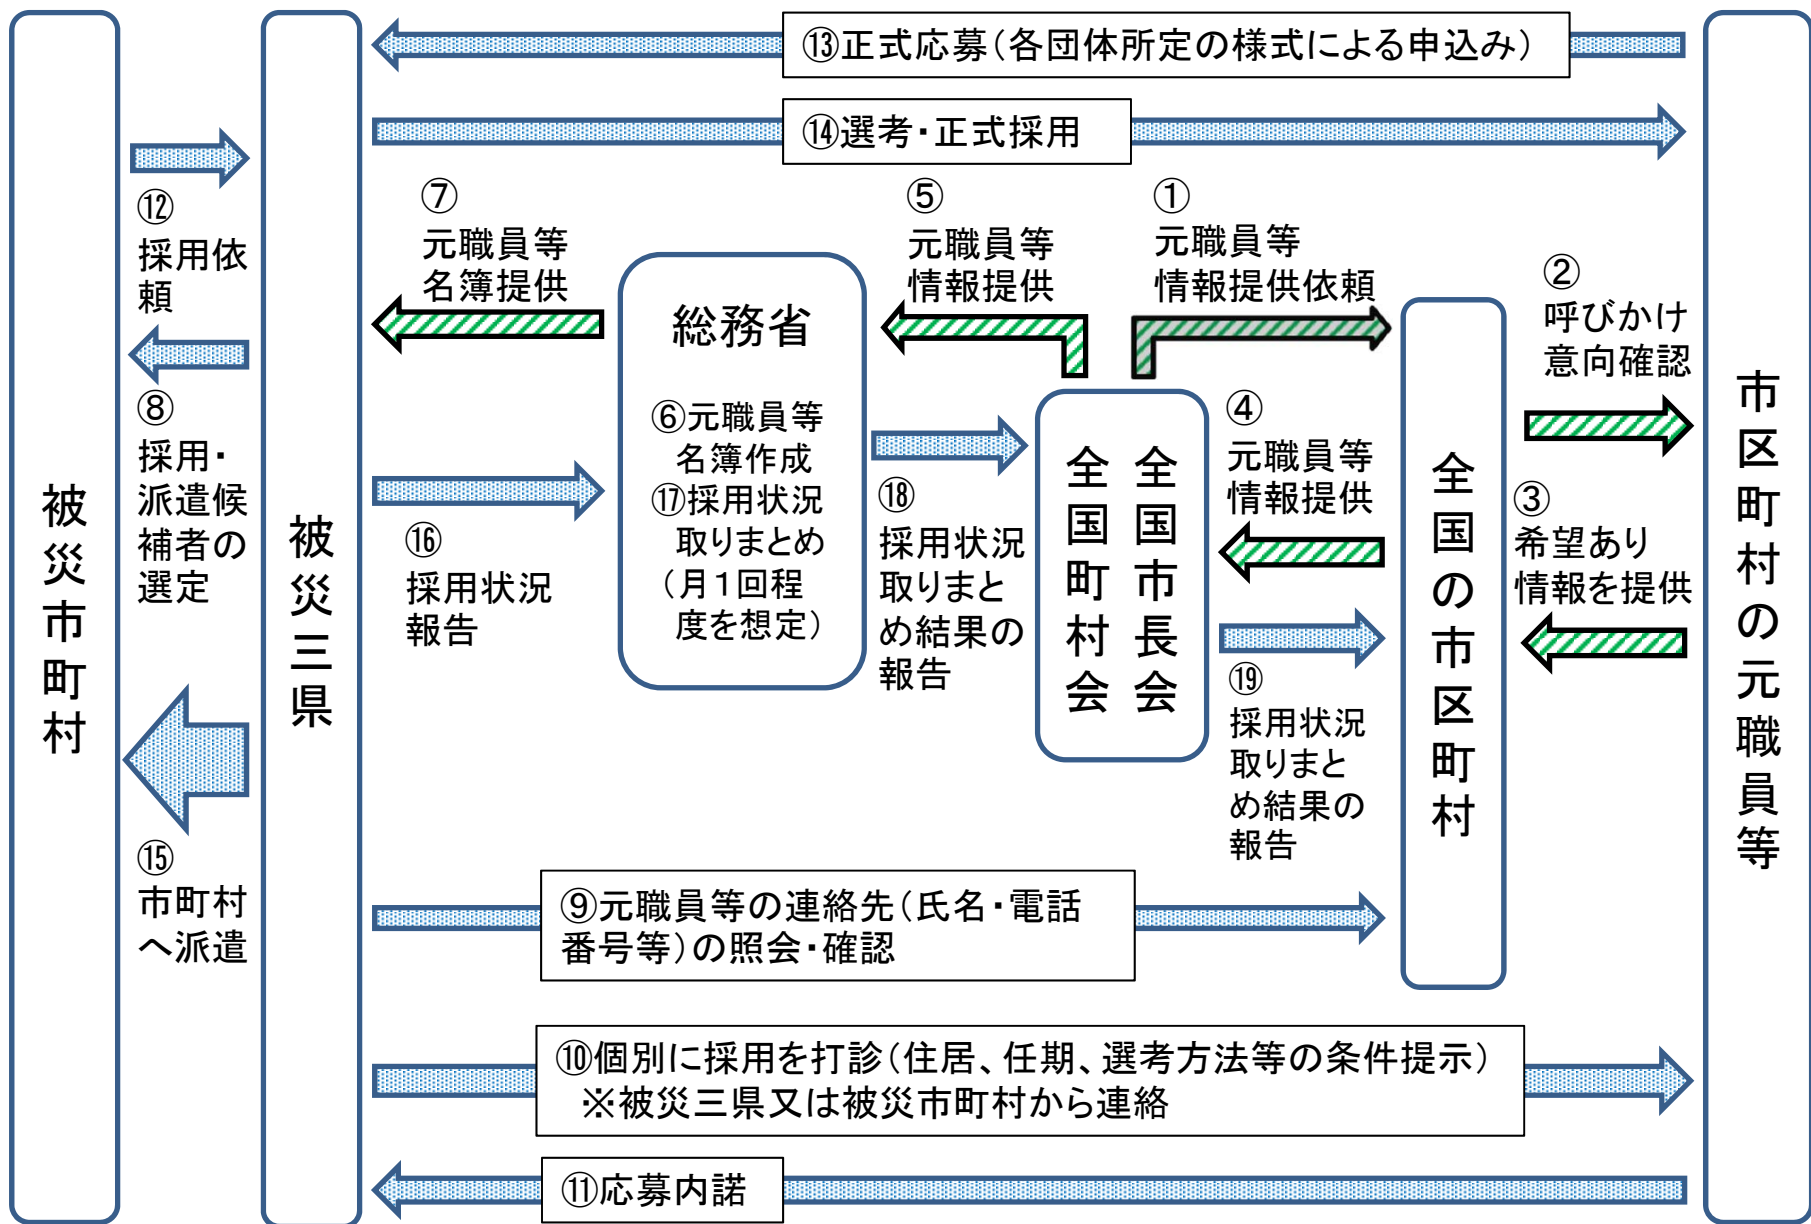 ⑬正式応募（各団体所定の様式による申込み）
⑭選考・正式採用
⑫
採用依
頼
⑧
採用・
派遣候
補者の
選定
⑮
市町村
へ派遣
被災市町村
被災三県
⑦
元職員等
名簿提供
⑯
採用状況
報告
総務省
⑥元職員等
名簿作成
⑰採用状況
取りまとめ
（月１回程
度を想定）
⑤
元職員等
情報提供
⑱
採用状況
取りまと
め結果の
報告
①
元職員等
情報提供依頼
全国市長会
全国町村会
④
元職員等
情報提供
⑲
採用状況
取りまと
め結果の
報告
全国の市区町村
②
呼びかけ
意向確認
③
希望あり
情報を提供
市区町村の元職員等
⑨元職員等の連絡先（氏名・電話
番号等）の照会・確認
⑩個別に採用を打診（住居、任期、選考方法等の条件提示）
※被災三県又は被災市町村から連絡
⑪応募内諾